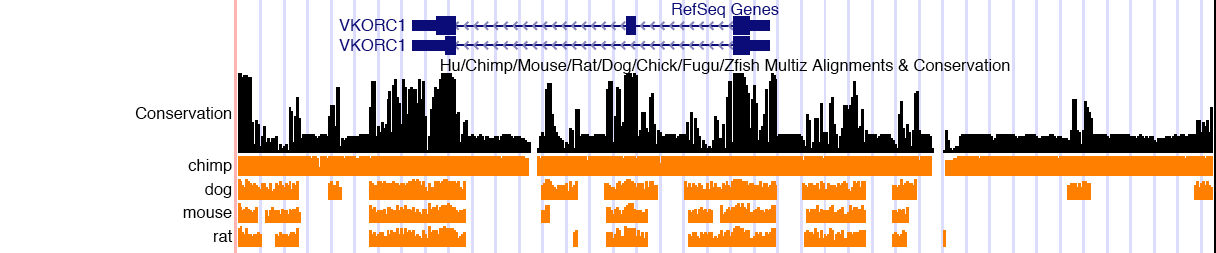 RefSeq Genes
VKORC1
VKORC1
Hu/Chimp/Mouse/Rat/Dog/Chick/Fugu/Zfish Multiz Alignments & Conservation
Conservation
chimp
dog
mouse
rat